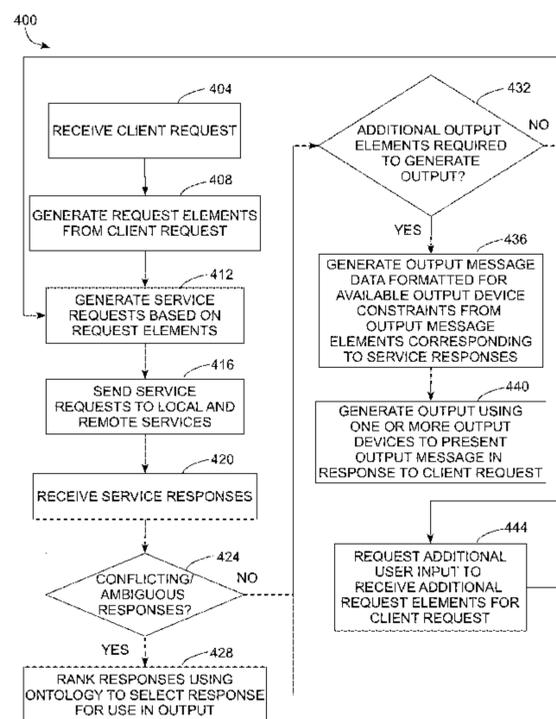 400
404
RECEIVE CLIENT REQUEST
408
GENERATE REQUEST ELEMENTS
FROM CLIENT REQUEST
412
GENERATE SERVICE
REQUESTS BASED ON
REQUEST ELEMENTS
416
SEND SERVICE
REQUESTS TO LOCAL AND
REMOTE SERVICES
420
RECEIVE SERVICE RESPONSES
424
CONFLICTING/
AMBIGUOUS
RESPONSES?
NO
YES
428
RANK RESPONSES USING
ONTOLOGY TO SELECT RESPONSE
FOR USE IN OUTPUT
432
ADDITIONAL OUTPUT
ELEMENTS REQUIRED
TO GENERATE
OUTPUT?
NO
YES
436
GENERATE OUTPUT MESSAGE
DATA FORMATTED FOR
AVAILABLE OUTPUT DEVICE
CONSTRAINTS FROM
OUTPUT MESSAGE
ELEMENTS CORRESPONDING
TO SERVICE RESPONSES
440
GENERATE OUTPUT USING
ONE OR MORE OUTPUT
DEVICES TO PRESENT
OUTPUT MESSAGE IN
RESPONSE TO CLIENT REQUEST
444
REQUEST ADDITIONAL
USER INPUT TO
RECEIVE ADDITIONAL
REQUEST ELEMENTS FOR
CLIENT REQUEST